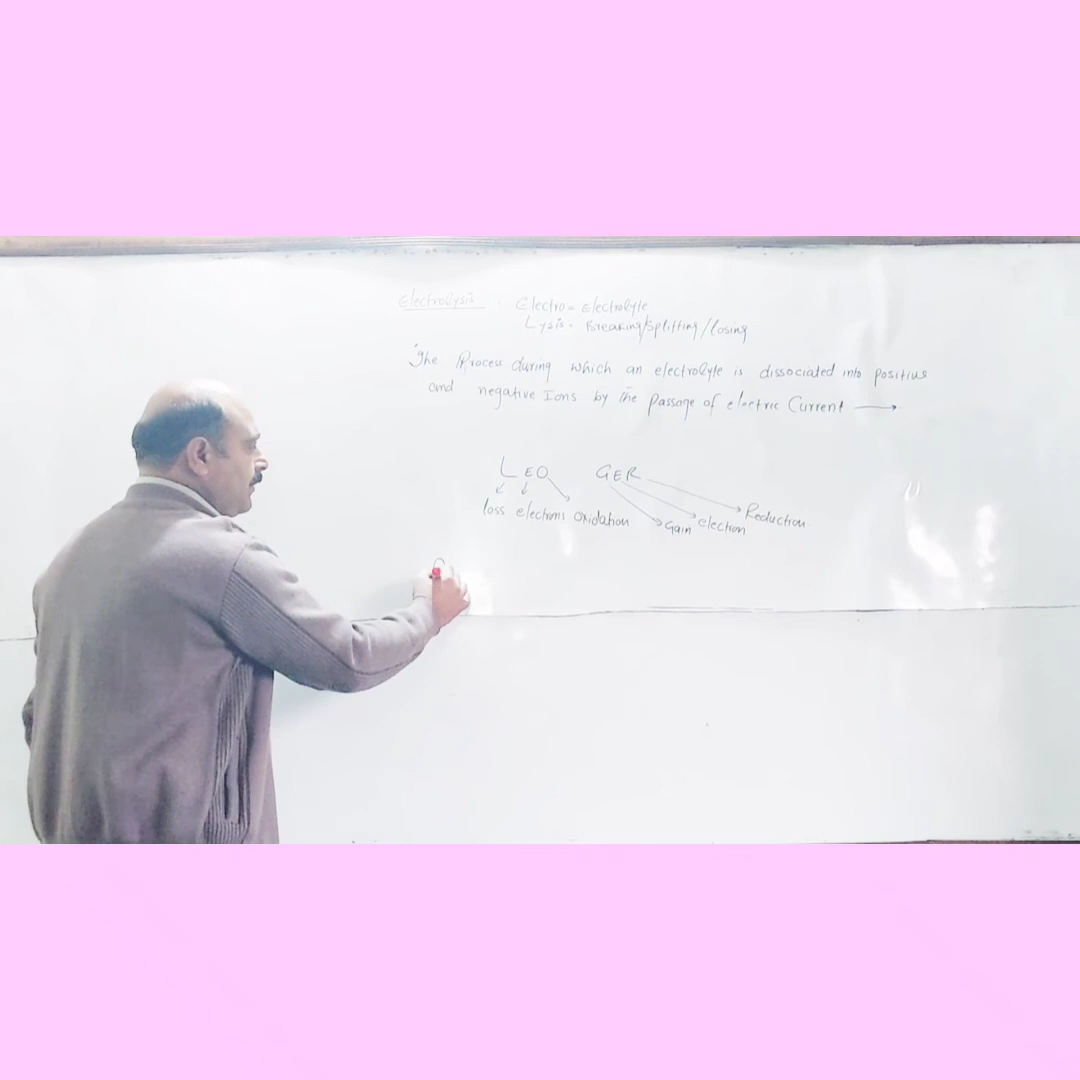 Electrolysis : Electro = Electrolyte
Lysis - Breaking/Splitting/losing
The Process during which an electrolyte is dissociated into positive
and negative Ions by the passage of electric Current →
LEO GER
loss electrons oxidation Gain electron Reduction